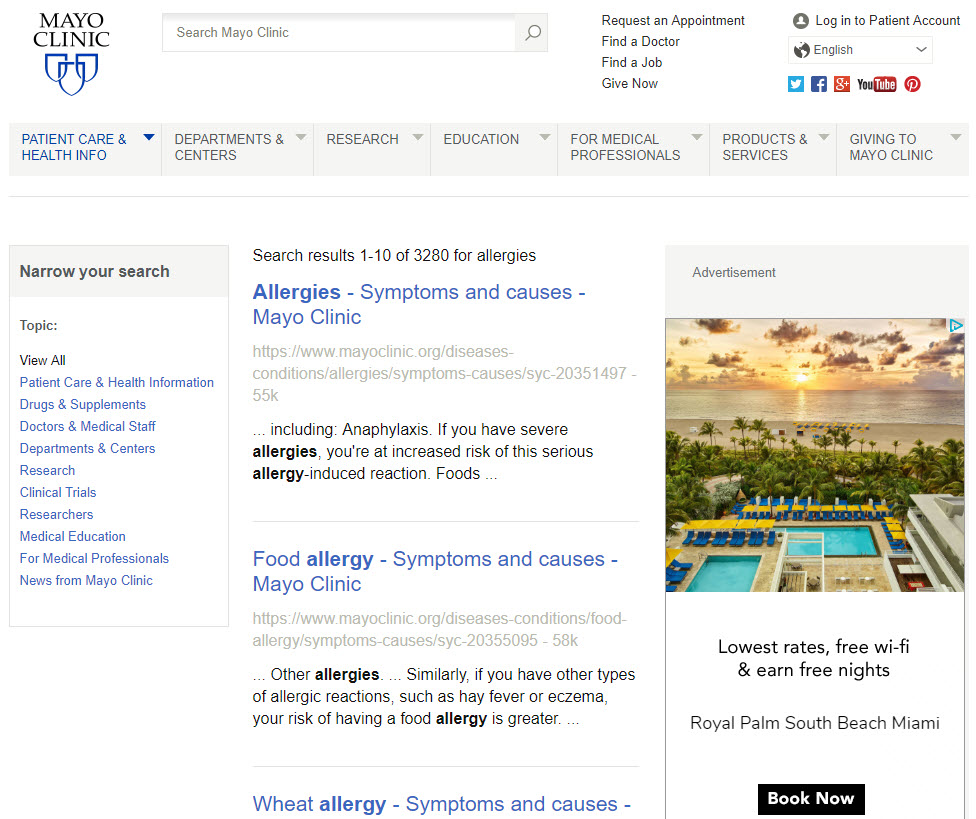 MAYO
CLINIC
Search Mayo Clinic
Request an Appointment
Find a Doctor
Find a Job
Give Now
Log in to Patient Account
English
YouTube
PATIENT CARE &
HEALTH INFO
DEPARTMENTS &
CENTERS
RESEARCH
EDUCATION
FOR MEDICAL
PROFESSIONALS
PRODUCTS &
SERVICES
GIVING TO
MAYO CLINIC
Narrow your search
Topic:
View All
Patient Care & Health Information
Drugs & Supplements
Doctors & Medical Staff
Departments & Centers
Research
Clinical Trials
Researchers
Medical Education
For Medical Professionals
News from Mayo Clinic
Search results 1-10 of 3280 for allergies
Allergies - Symptoms and causes -
Mayo Clinic
https://www.mayoclinic.org/diseases-
conditions/allergies/symptoms-causes/syc-20351497 -
55k
... including: Anaphylaxis. If you have severe
allergies, you're at increased risk of this serious
allergy-induced reaction. Foods ...
Food allergy - Symptoms and causes -
Mayo Clinic
https://www.mayoclinic.org/diseases-conditions/food-
allergy/symptoms-causes/syc-20355095 - 58k
... Other allergies. ... Similarly, if you have other types
of allergic reactions, such as hay fever or eczema,
your risk of having a food allergy is greater. ...
Wheat allergy - Symptoms and causes -
Advertisement
Lowest rates, free wi-fi
& earn free nights
Royal Palm South Beach Miami
Book Now